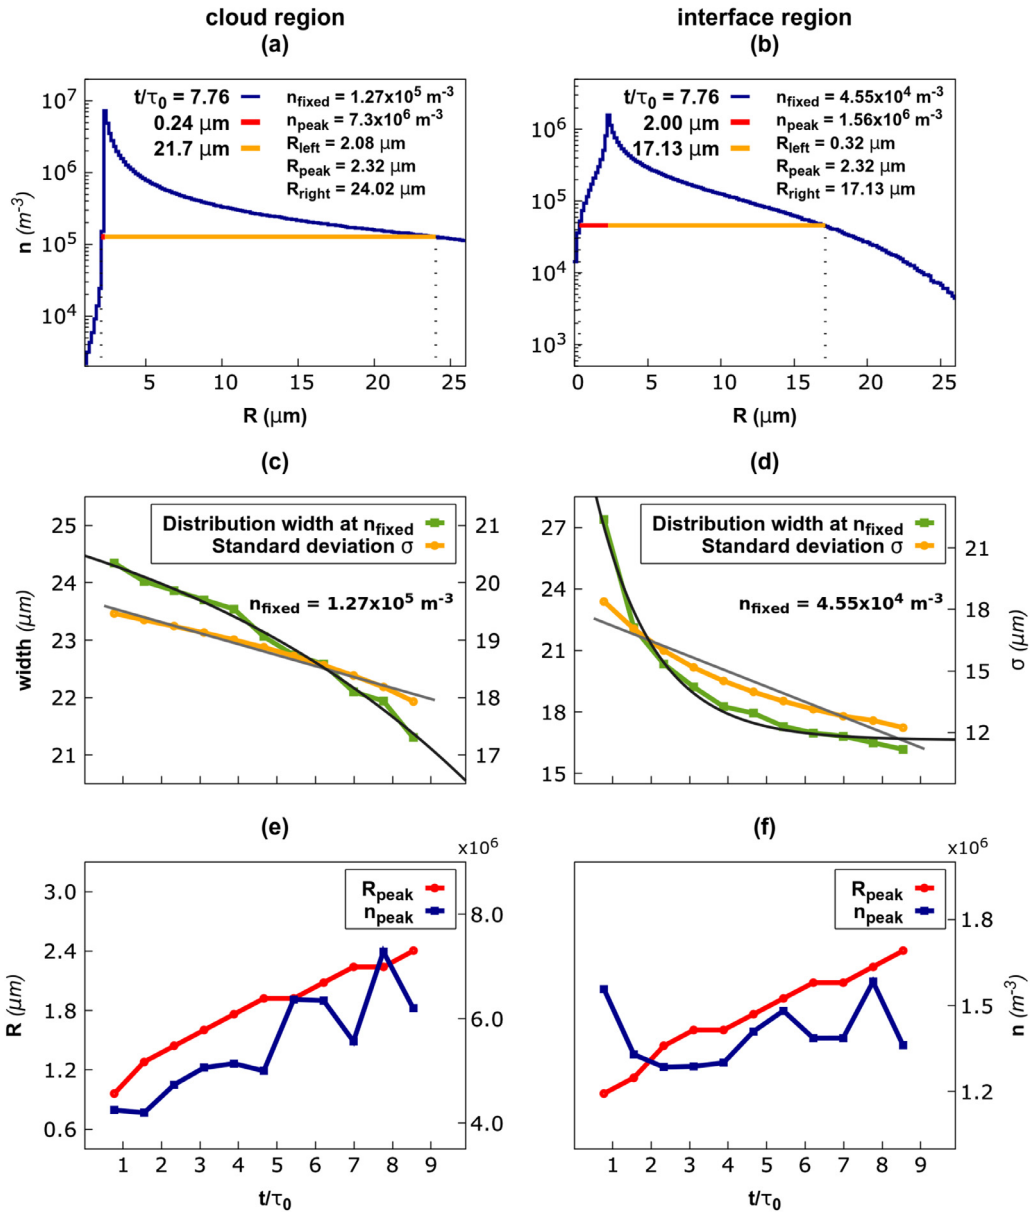 cloud region
(a)
t/τ0 = 7.76
0.24 μm
21.7 μm
nfixed = 1.27x10^5 m-3
npeak = 7.3x10^6 m-3
Rleft = 2.08 μm
Rpeak = 2.32 μm
Rright = 24.02 μm
n (m-3)
10^7
10^6
10^5
10^4
5 10 15 20 25
R (μm)
interface region
(b)
t/τ0 = 7.76
2.00 μm
17.13 μm
nfixed = 4.55x10^4 m-3
npeak = 1.56x10^6 m-3
Rleft = 0.32 μm
Rpeak = 2.32 μm
Rright = 17.13 μm
10^6
10^5
10^4
10^3
0 5 10 15 20 25
R (μm)
(c)
Distribution width at nfixed
Standard deviation σ
nfixed = 1.27x10^5 m-3
width (μm)
25
24
23
22
21
21
20
19
18
17
(d)
Distribution width at nfixed
Standard deviation σ
nfixed = 4.55x10^4 m-3
27
24
21
18
15
21
18
15
12
σ (μm)
(e)
x10^6
Rpeak
npeak
R (μm)
3.0
2.4
1.8
1.2
0.6
8.0
6.0
4.0
1 2 3 4 5 6 7 8 9
t/τ0
(f)
x10^6
Rpeak
npeak
1.8
1.5
1.2
n (m-3)
1 2 3 4 5 6 7 8 9
t/τ0